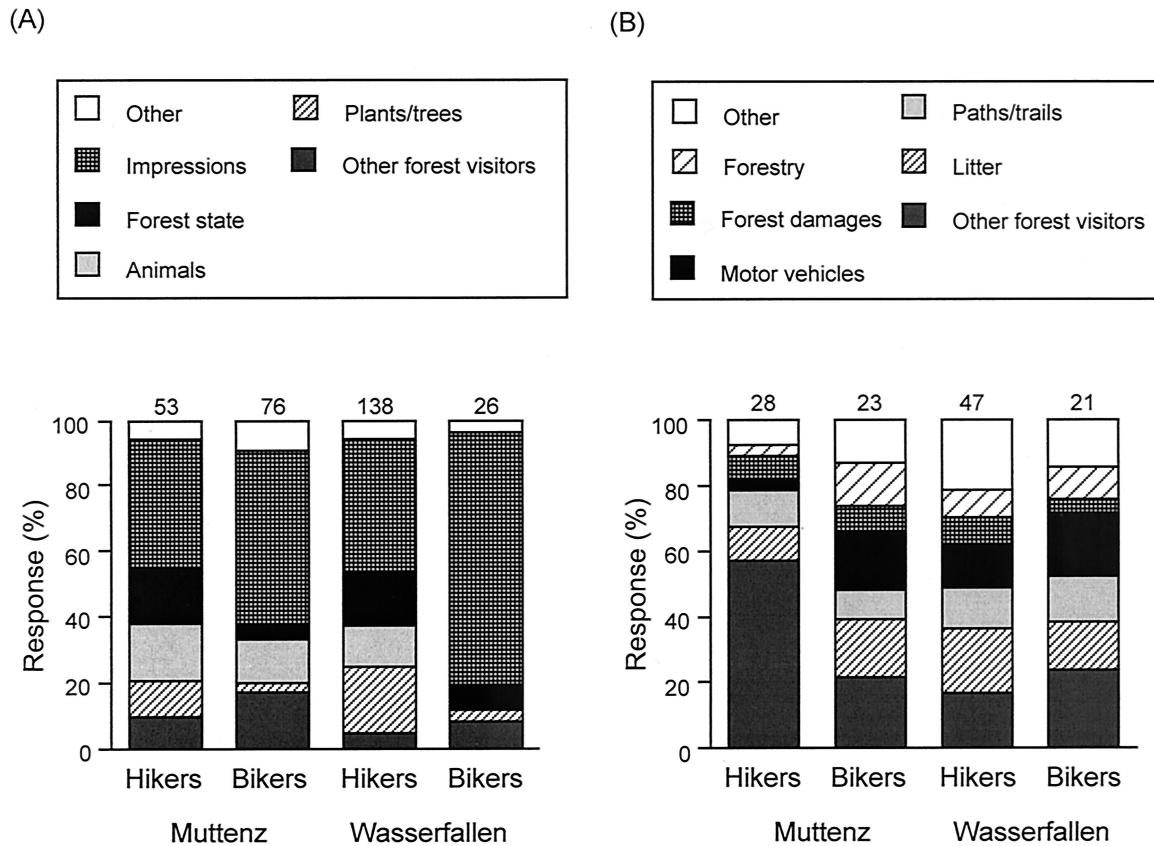 (A)
Other
Plants/trees
Impressions
Other forest visitors
Forest state
Animals
Response (%)
100
80
60
40
20
0
53 76 138 26
Hikers Bikers Hikers Bikers
Muttenz Wasserfallen
(B)
Other
Paths/trails
Forestry
Litter
Forest damages
Other forest visitors
Motor vehicles
Response (%)
100
80
60
40
20
0
28 23 47 21
Hikers Bikers Hikers Bikers
Muttenz Wasserfallen